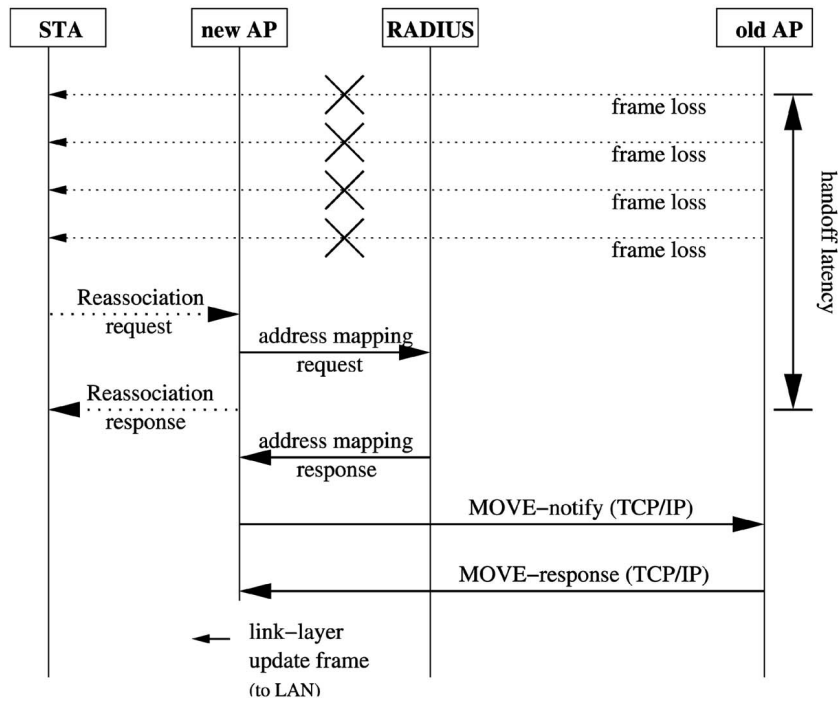 STA
new AP
RADIUS
old AP
frame loss
frame loss
frame loss
frame loss
handoff latency
Reassociation
request
address mapping
request
Reassociation
response
address mapping
response
MOVE−notify (TCP/IP)
MOVE−response (TCP/IP)
link−layer
update frame
(to LAN)